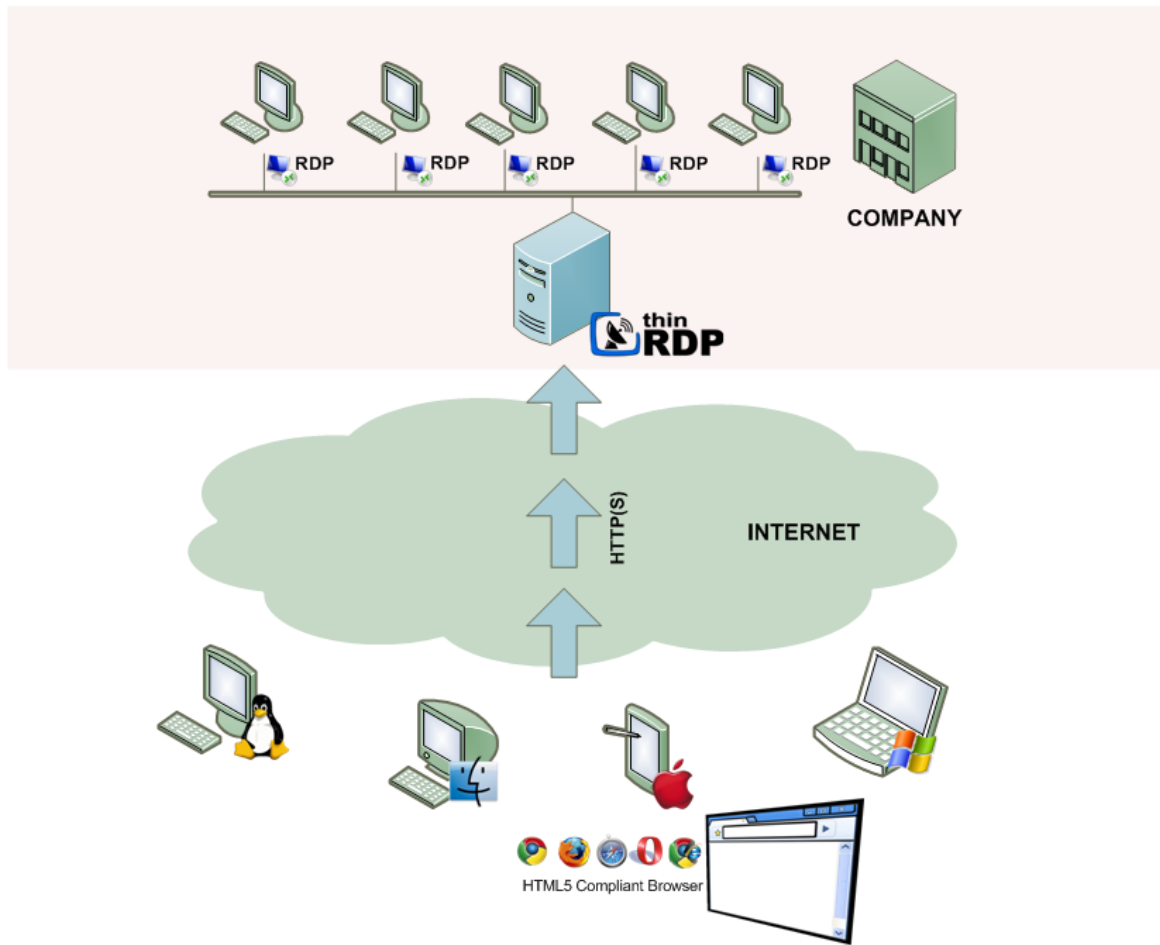 RDP
RDP
RDP
RDP
RDP
COMPANY
thin
RDP
HTTP(S)
INTERNET
HTML5 Compliant Browser